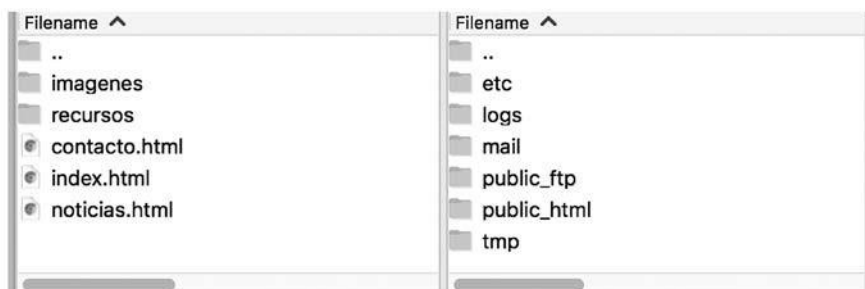 Filename
..
imagenes
recursos
contacto.html
index.html
noticias.html
Filename
..
etc
logs
mail
public_ftp
public_html
tmp